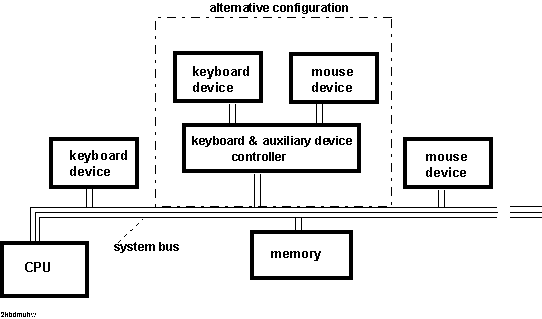 alternative configuration
keyboard
device
mouse
device
keyboard & auxiliary device
controller
keyboard
device
mouse
device
system bus
CPU
memory
2kbdmuhw